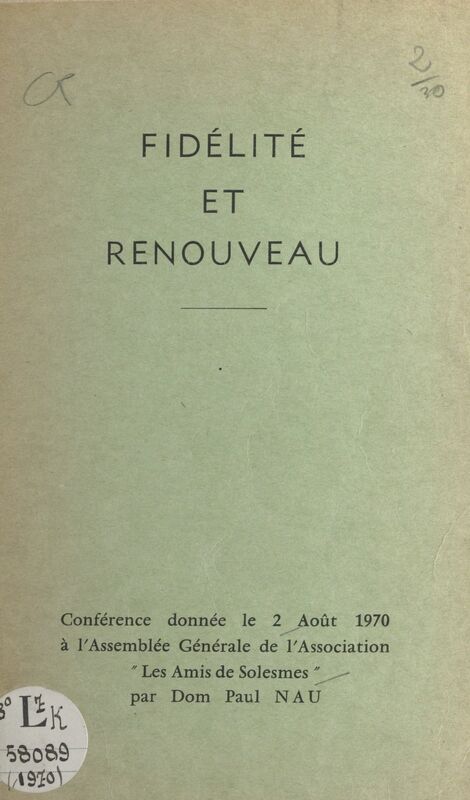 2/30
FIDÉLITÉ
ET
RENOUVEAU
Conférence donnée le 2 Août 1970
à l'Assemblée Générale de l'Association
"Les Amis de Solesmes"
par Dom Paul NAU
8° L⁷K
58089
(1970)